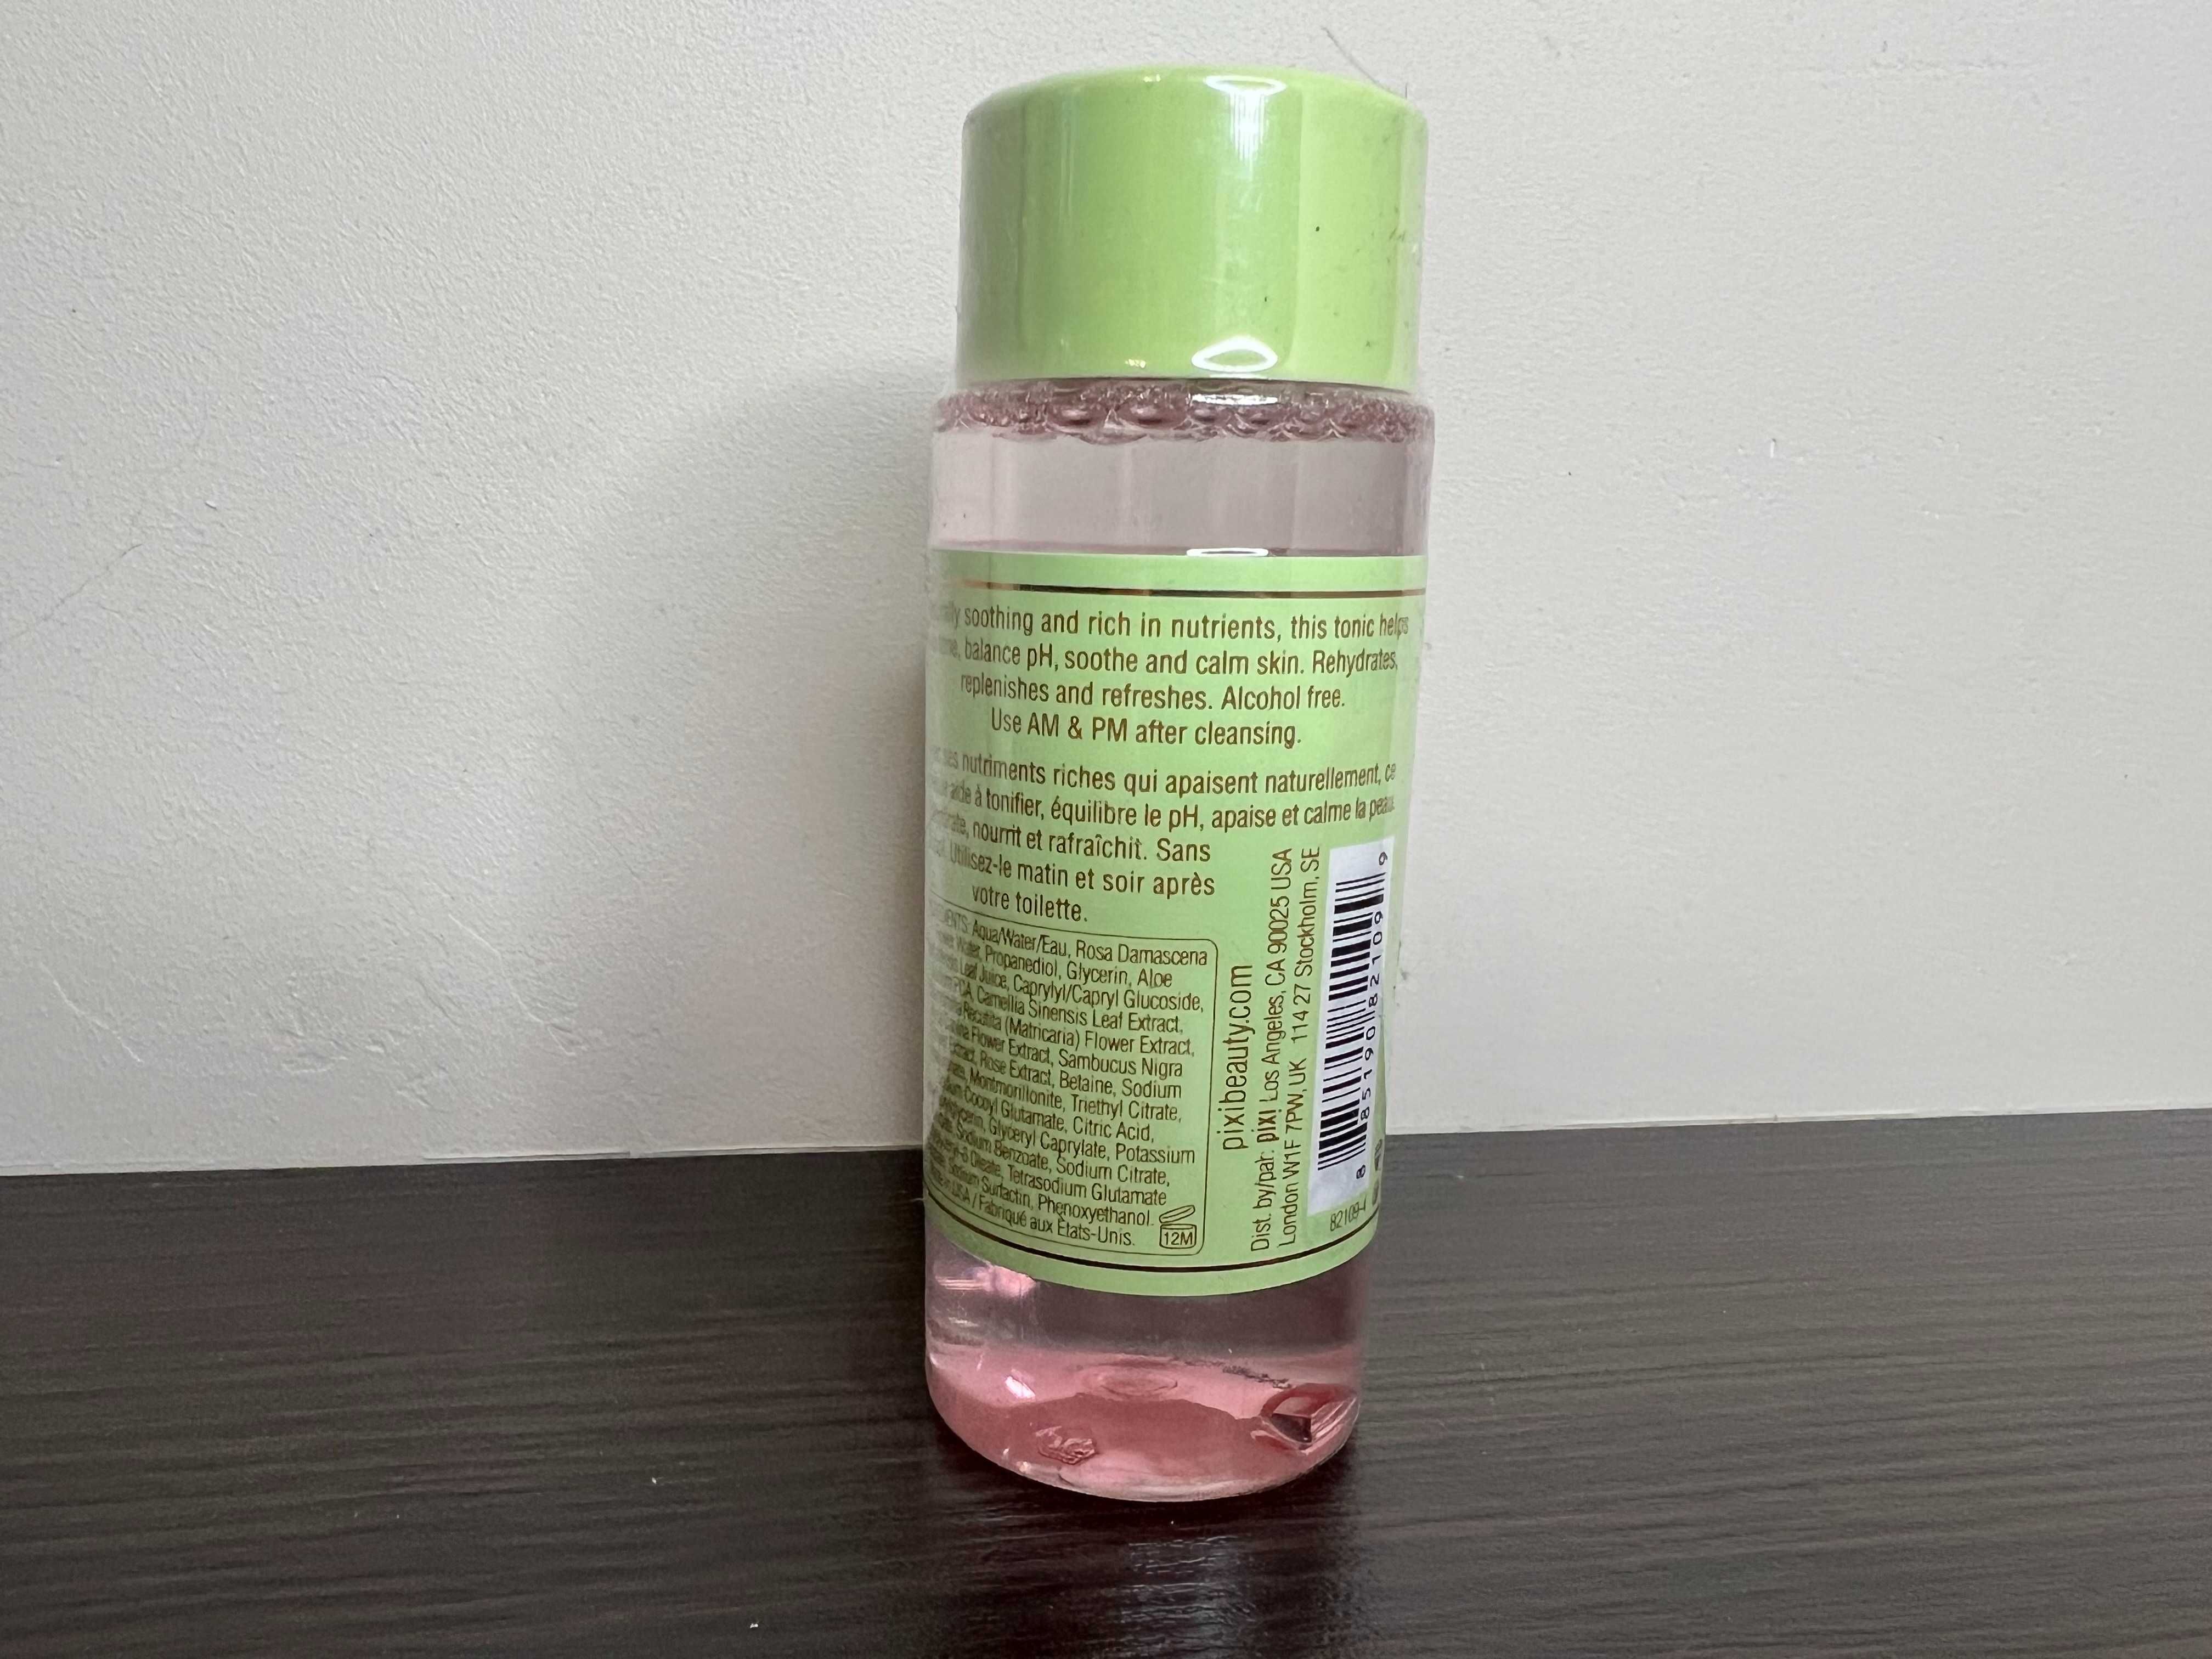 soothing and rich in nutrients, this tonic helps
balance pH, soothe and calm skin. Rehydrates,
replenishes and refreshes. Alcohol free.
Use AM & PM after cleansing.
nutriments riches qui apaisent naturellement, ce
aide à tonifier, équilibre le pH, apaise et calme la peau.
nourrit et rafraîchit. Sans
Utilisez-le matin et soir après
votre toilette.
Aqua/Water/Eau, Rosa Damascena
Water, Propanediol, Glycerin, Aloe
Leaf Juice, Caprylyl/Capryl Glucoside,
PCA, Camellia Sinensis Leaf Extract,
Recutita (Matricaria) Flower Extract,
Flower Extract, Sambucus Nigra
Extract, Rose Extract, Betaine, Sodium
Montmorillonite, Triethyl Citrate,
Cocoyl Glutamate, Citric Acid,
Glyceryl Caprylate, Potassium
Sodium Benzoate, Sodium Citrate,
Oleate, Tetrasodium Glutamate
Sodium Surfactin, Phenoxyethanol.
USA / Fabriqué aux États-Unis.
12M
pixibeauty.com
Dist. by/par: pixi Los Angeles, CA 90025 USA
London W1F 7PW, UK 114 27 Stockholm, SE
8 85190 82109 9